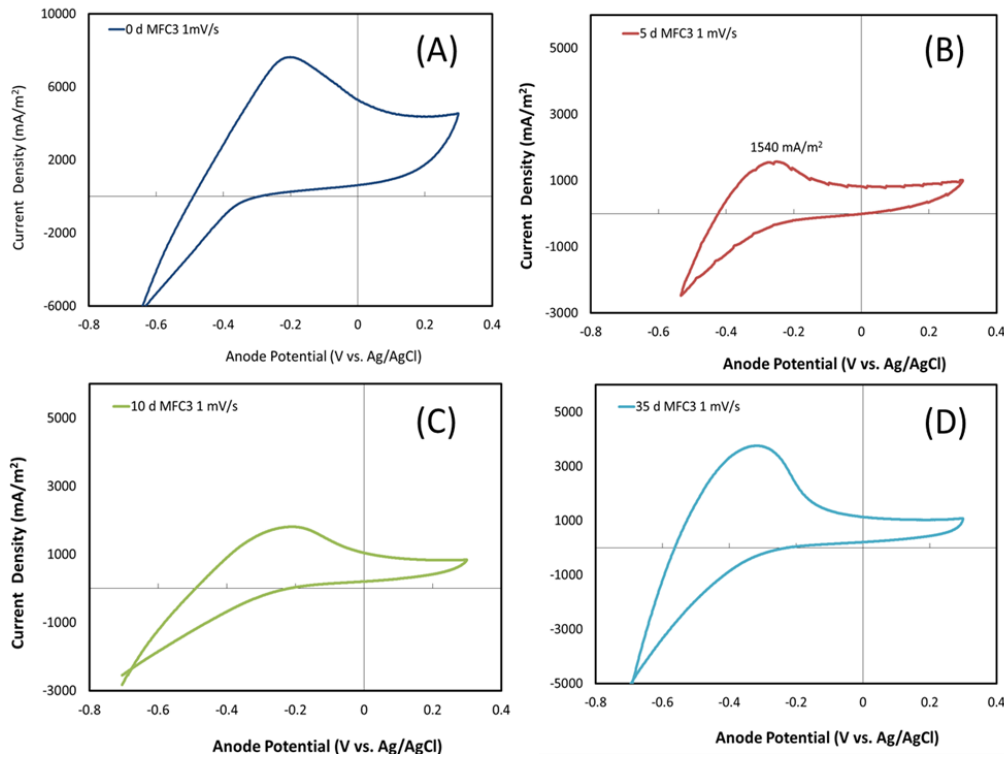 0 d MFC3 1mV/s
(A)
10000
6000
2000
-2000
-6000
-0.8 -0.6 -0.4 -0.2 0 0.2 0.4
Current Density (mA/m²)
Anode Potential (V vs. Ag/AgCl)
5 d MFC3 1 mV/s
(B)
1540 mA/m²
5000
3000
1000
-1000
-3000
-0.8 -0.6 -0.4 -0.2 0 0.2 0.4
Current Density (mA/m²)
Anode Potential (V vs. Ag/AgCl)
10 d MFC3 1 mV/s
(C)
5000
3000
1000
-1000
-3000
-0.8 -0.6 -0.4 -0.2 0 0.2 0.4
Current Density (mA/m²)
Anode Potential (V vs. Ag/AgCl)
35 d MFC3 1 mV/s
(D)
5000
3000
1000
-1000
-3000
-5000
-0.8 -0.6 -0.4 -0.2 0 0.2 0.4
Current Density (mA/m²)
Anode Potential (V vs. Ag/AgCl)